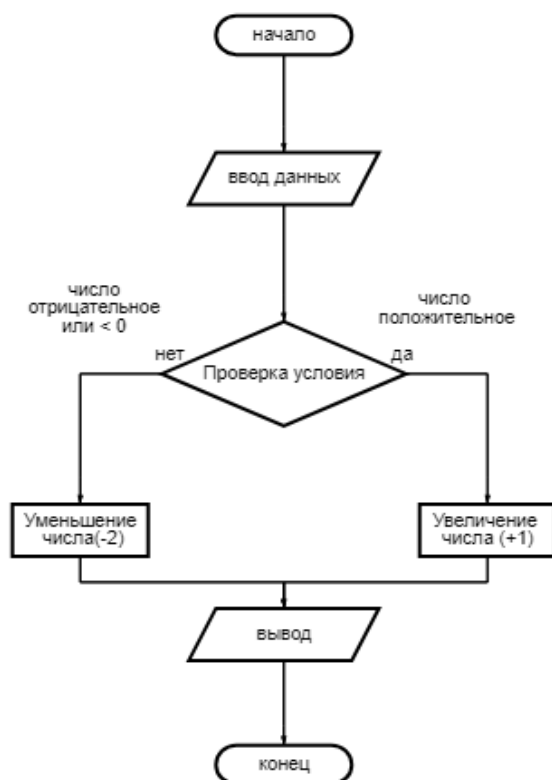 начало
ввод данных
число
отрицательное
или < 0
число
положительное
нет
Проверка условия
да
Уменьшение
числа(-2)
Увеличение
числа (+1)
вывод
конец